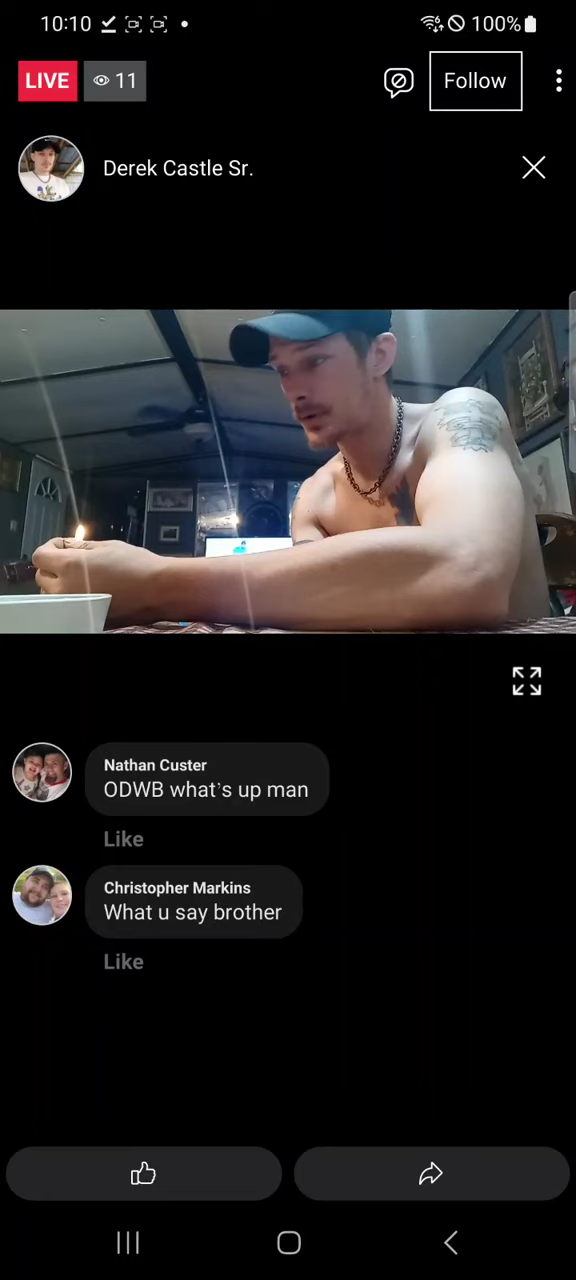 10:10 100%
LIVE 11 Follow
Derek Castle Sr.
Nathan Custer
ODWB what's up man
Like
Christopher Markins
What u say brother
Like